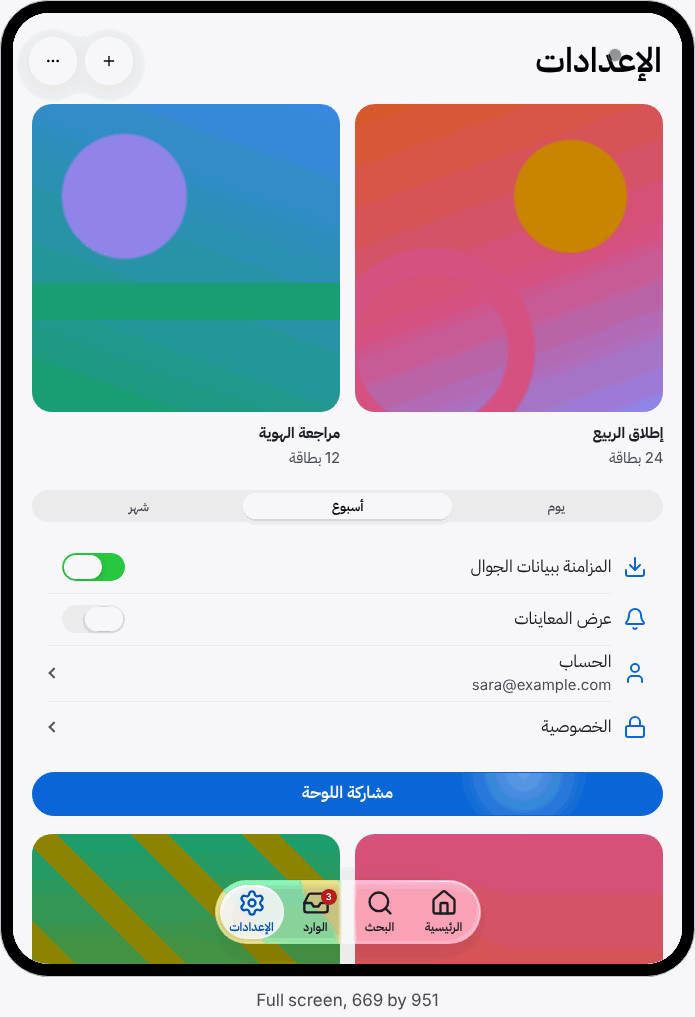 الإعدادات
إطلاق الربيع
24 بطاقة
مراجعة الهوية
12 بطاقة
يوم
أسبوع
شهر
المزامنة ببيانات الجوال
عرض المعاينات
الحساب
sara@example.com
الخصوصية
مشاركة اللوحة
الرئيسية
البحث
3
الوارد
الإعدادات
Full screen, 669 by 951